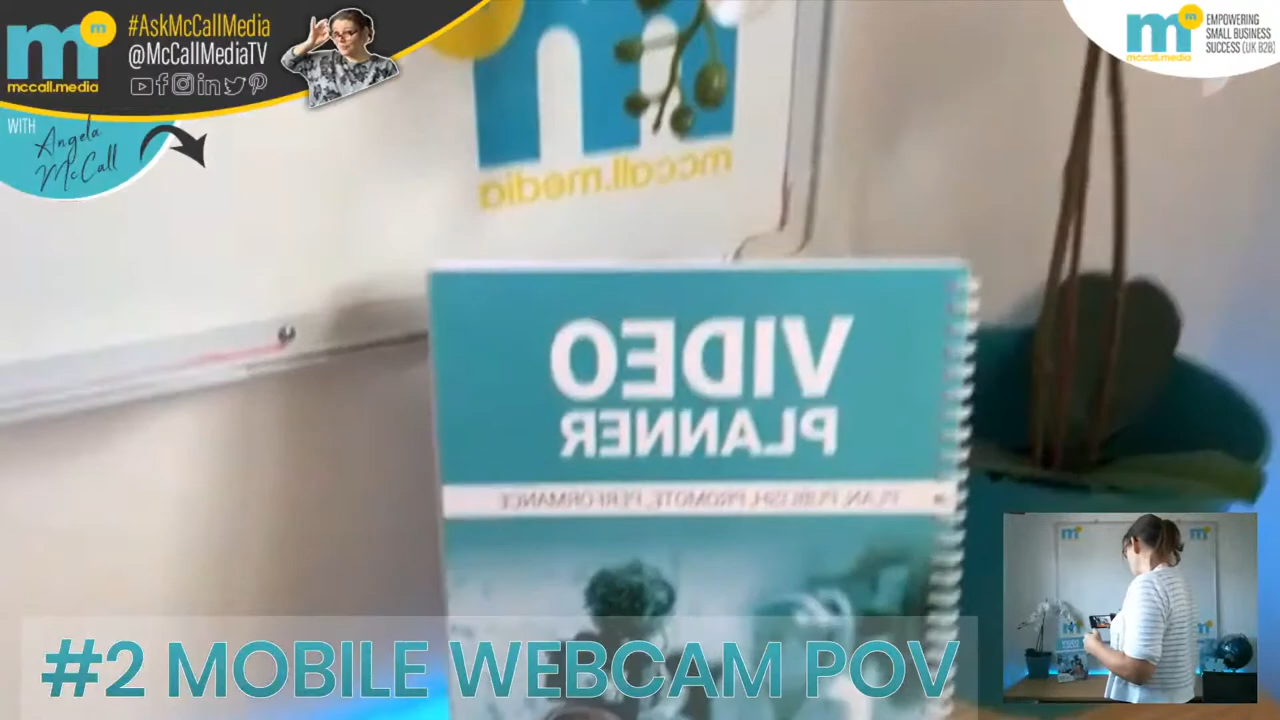 #AskMcCallMedia
@McCallMediaTV
m
mccall.media
WITH
Angela
McCall
m
mccall.media
EMPOWERING
SMALL BUSINESS
SUCCESS (UK B2B)
m
mccall.media
VIDEO
PLANNER
PLAN, PUBLISH, PROMOTE, PERFORMANCE
#2 MOBILE WEBCAM POV